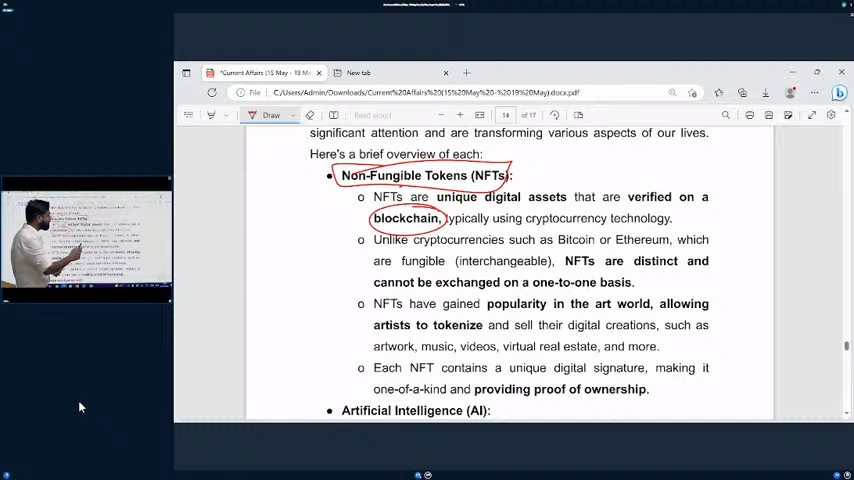 *Current Affairs (15 May - 19 M
New tab
File
C:/Users/Admin/Downloads/Current%20Affairs%20(15%20May%20-%2019%20May).docx.pdf
Draw
Read aloud
14
of 17
significant attention and are transforming various aspects of our lives.
Here's a brief overview of each:
• Non-Fungible Tokens (NFTs):
o NFTs are unique digital assets that are verified on a
blockchain, typically using cryptocurrency technology.
o Unlike cryptocurrencies such as Bitcoin or Ethereum, which
are fungible (interchangeable), NFTs are distinct and
cannot be exchanged on a one-to-one basis.
o NFTs have gained popularity in the art world, allowing
artists to tokenize and sell their digital creations, such as
artwork, music, videos, virtual real estate, and more.
o Each NFT contains a unique digital signature, making it
one-of-a-kind and providing proof of ownership.
• Artificial Intelligence (AI):